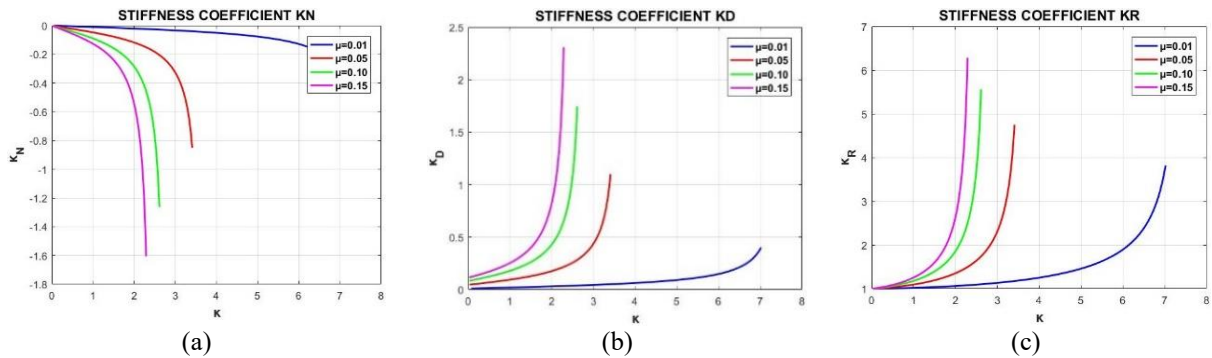 STIFFNESS COEFFICIENT KN
0
-0.2
-0.4
-0.6
-0.8
-1
-1.2
-1.4
-1.6
-1.8
0 1 2 3 4 5 6 7 8
κ_N
κ
μ=0.01
μ=0.05
μ=0.10
μ=0.15
(a)
STIFFNESS COEFFICIENT KD
2.5
2
1.5
1
0.5
0
0 1 2 3 4 5 6 7 8
κ_D
κ
μ=0.01
μ=0.05
μ=0.10
μ=0.15
(b)
STIFFNESS COEFFICIENT KR
7
6
5
4
3
2
1
0 1 2 3 4 5 6 7 8
κ_R
κ
μ=0.01
μ=0.05
μ=0.10
μ=0.15
(c)